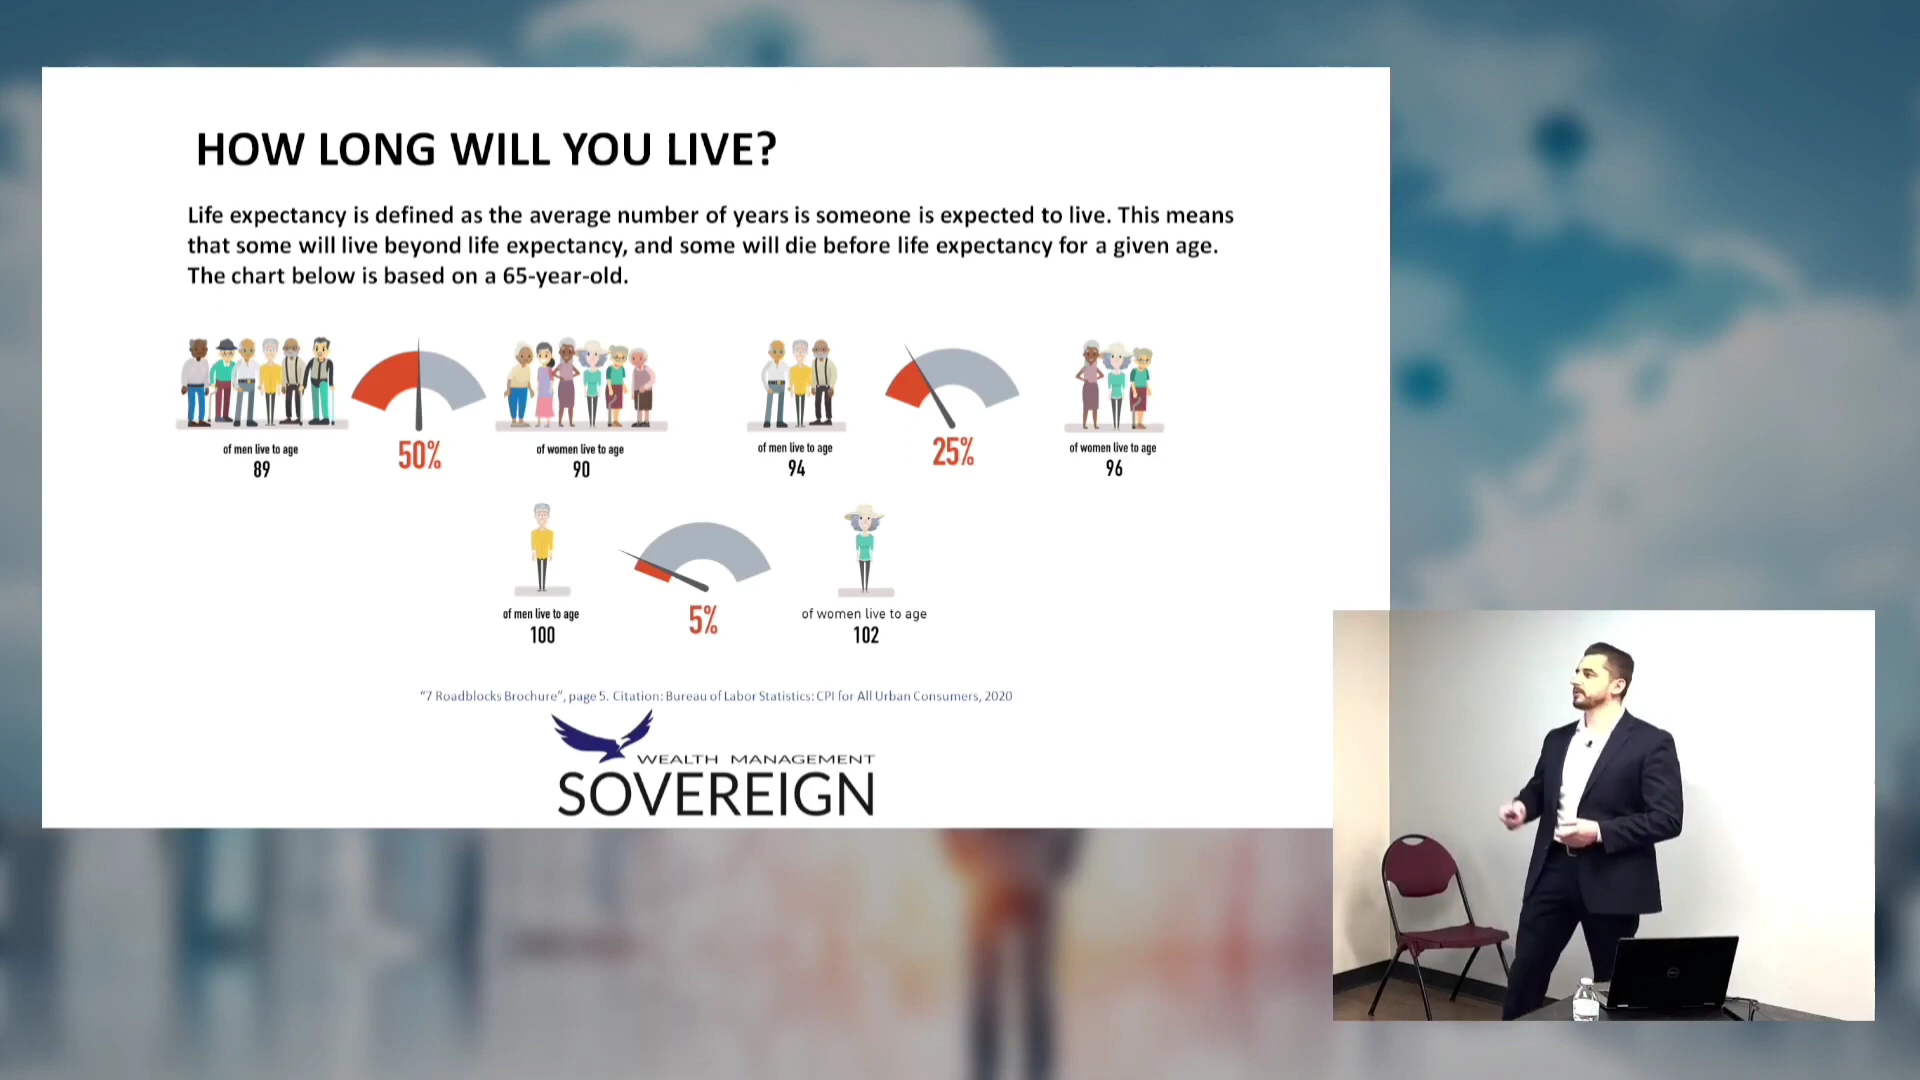 HOW LONG WILL YOU LIVE?
Life expectancy is defined as the average number of years is someone is expected to live. This means
that some will live beyond life expectancy, and some will die before life expectancy for a given age.
The chart below is based on a 65-year-old.
of men live to age
89
50%
of women live to age
90
of men live to age
94
25%
of women live to age
96
of men live to age
100
5%
of women live to age
102
"7 Roadblocks Brochure", page 5. Citation: Bureau of Labor Statistics: CPI for All Urban Consumers, 2020
WEALTH MANAGEMENT
SOVEREIGN